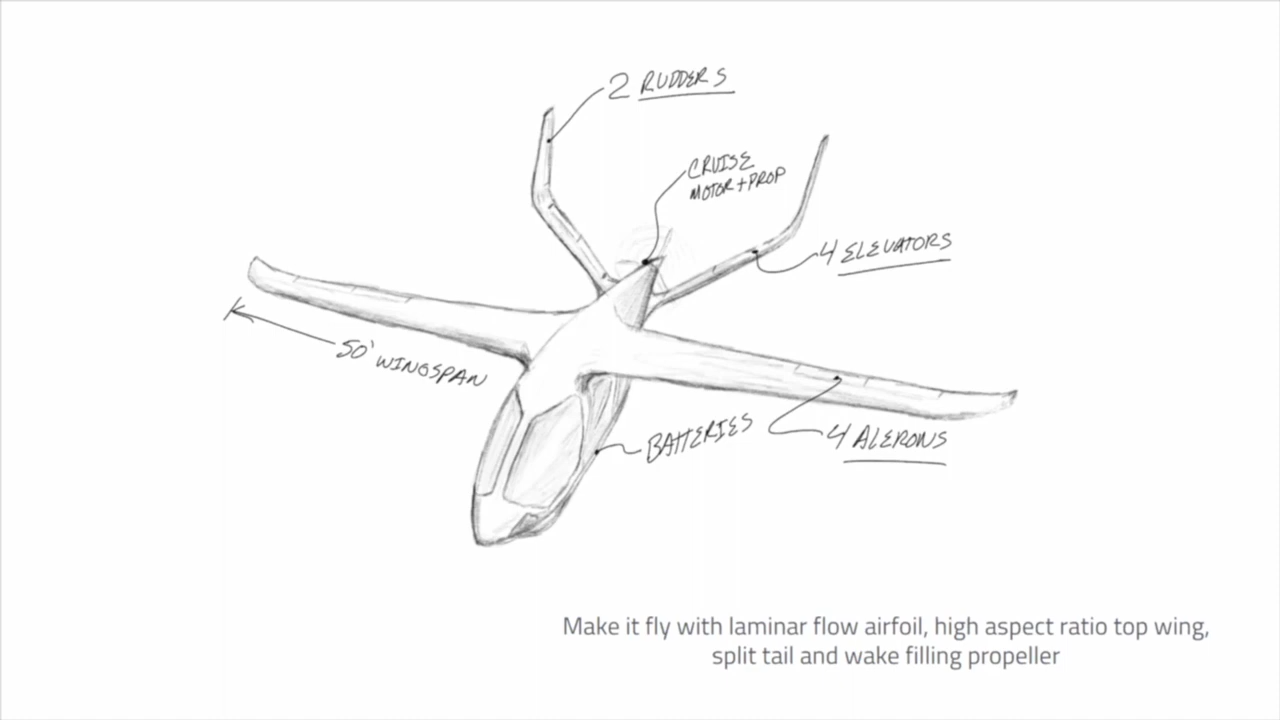 2 RUDDERS
CRUISE
MOTOR + PROP
4 ELEVATORS
50' WINGSPAN
BATTERIES
4 ALERONS
Make it fly with laminar flow airfoil, high aspect ratio top wing,
split tail and wake filling propeller